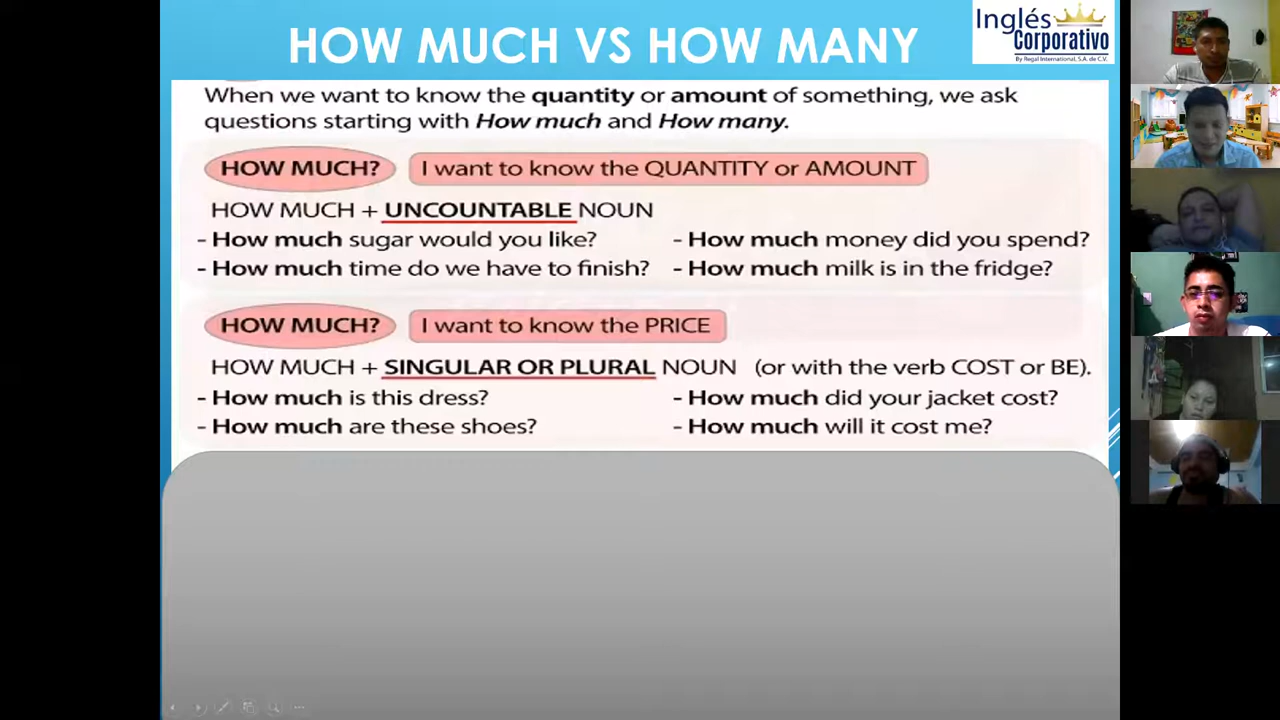 HOW MUCH VS HOW MANY
Inglés
Corporativo
By Regal International, S.A. de C.V.
When we want to know the quantity or amount of something, we ask
questions starting with How much and How many.
HOW MUCH? I want to know the QUANTITY or AMOUNT
HOW MUCH + UNCOUNTABLE NOUN
- How much sugar would you like? - How much money did you spend?
- How much time do we have to finish? - How much milk is in the fridge?
HOW MUCH? I want to know the PRICE
HOW MUCH + SINGULAR OR PLURAL NOUN (or with the verb COST or BE).
- How much is this dress? - How much did your jacket cost?
- How much are these shoes? - How much will it cost me?